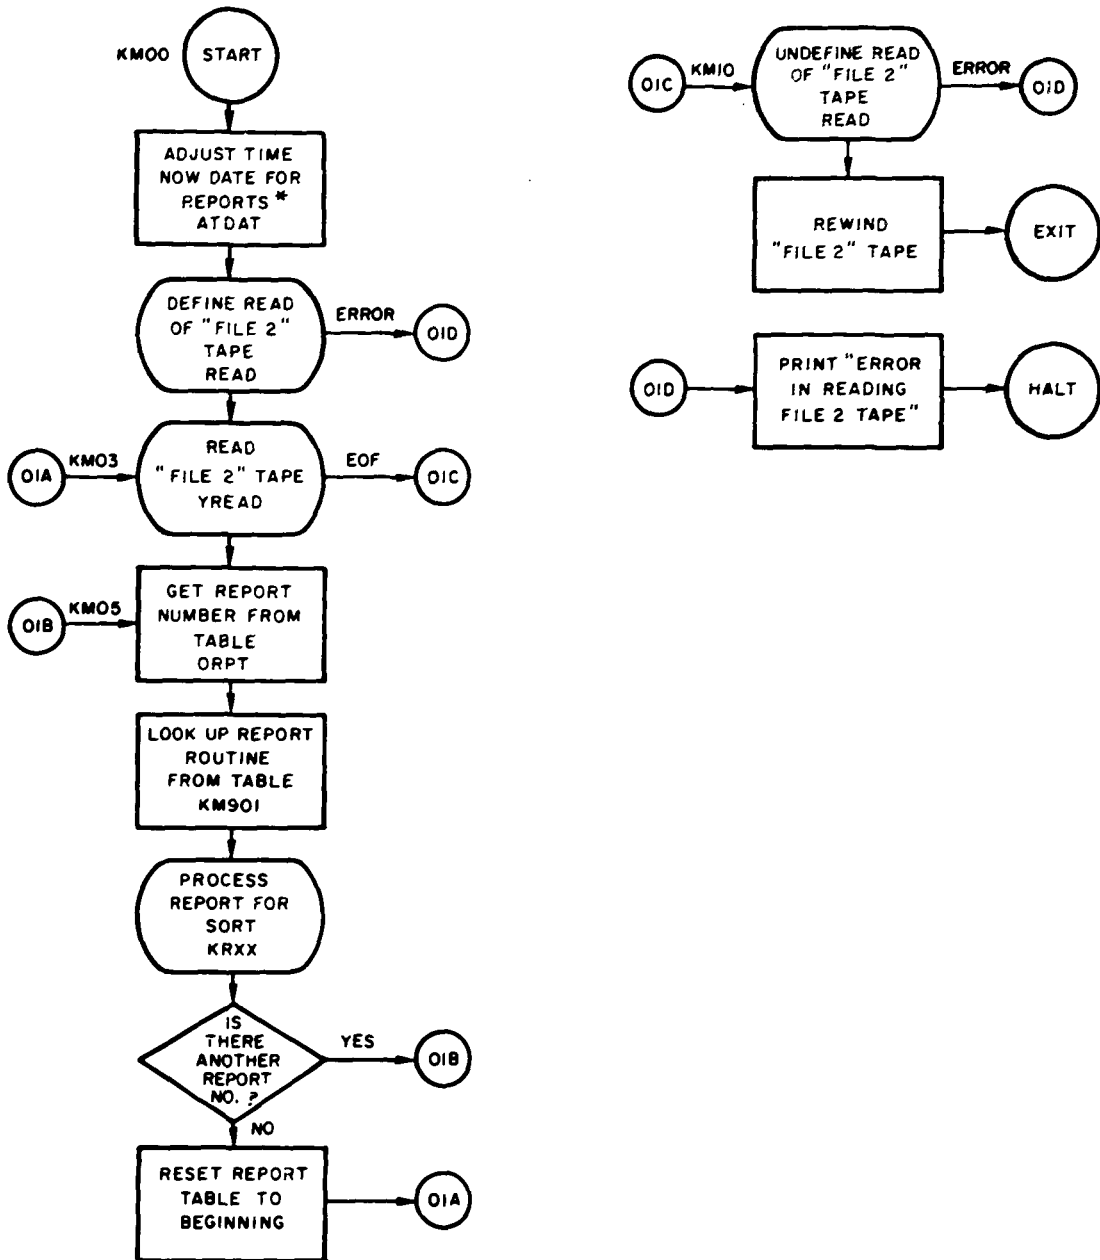 KM00
START
ADJUST TIME
NOW DATE FOR
REPORTS *
ATDAT
DEFINE READ
OF "FILE 2"
TAPE
READ
ERROR
01D
01A
KM03
READ
"FILE 2" TAPE
YREAD
EOF
01C
01B
KM05
GET REPORT
NUMBER FROM
TABLE
ORPT
LOOK UP REPORT
ROUTINE
FROM TABLE
KM901
PROCESS
REPORT FOR
SORT
KRXX
IS
THERE
ANOTHER
REPORT
NO. ?
YES
01B
NO
RESET REPORT
TABLE TO
BEGINNING
01A
01C
KM10
UNDEFINE READ
OF "FILE 2"
TAPE
READ
ERROR
01D
REWIND
"FILE 2" TAPE
EXIT
01D
PRINT "ERROR
IN READING
FILE 2 TAPE"
HALT